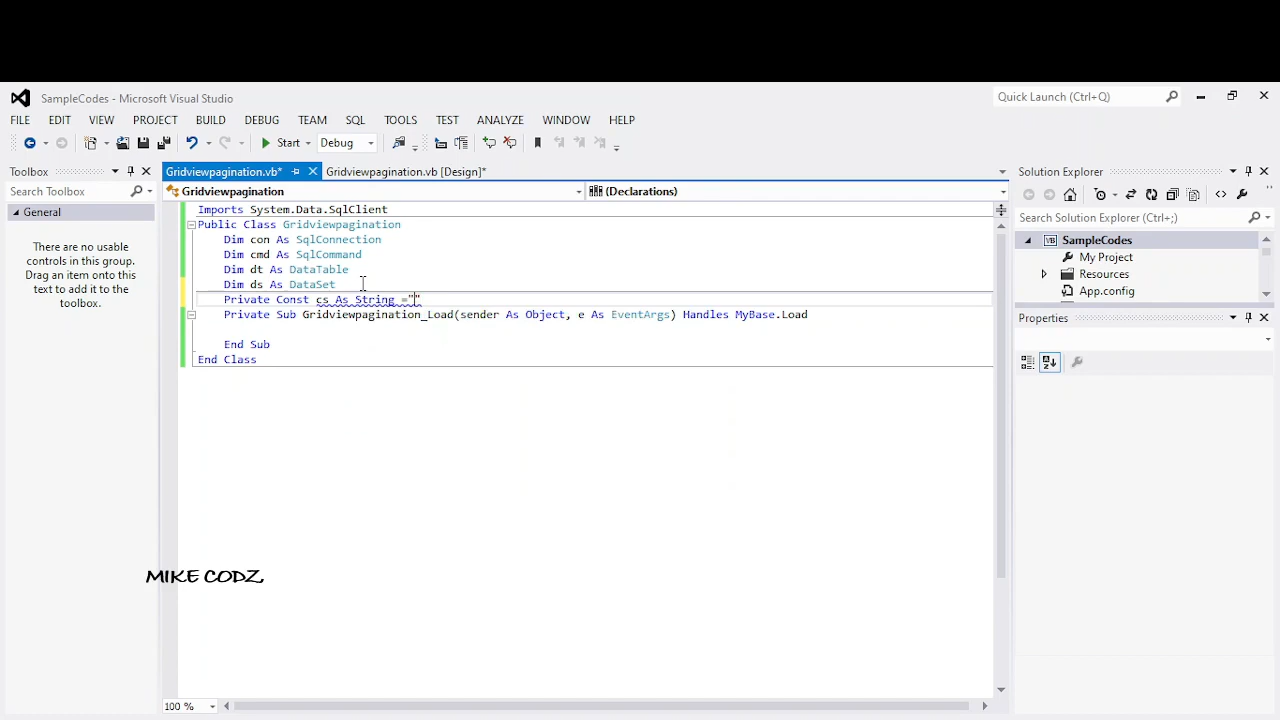 SampleCodes - Microsoft Visual Studio
Quick Launch (Ctrl+Q)
FILE EDIT VIEW PROJECT BUILD DEBUG TEAM SQL TOOLS TEST ANALYZE WINDOW HELP
Start Debug
Toolbox
Search Toolbox
General
There are no usable
controls in this group.
Drag an item onto this
text to add it to the
toolbox.
Gridviewpagination.vb* Gridviewpagination.vb [Design]*
Gridviewpagination (Declarations)
Imports System.Data.SqlClient
Public Class Gridviewpagination
Dim con As SqlConnection
Dim cmd As SqlCommand
Dim dt As DataTable
Dim ds As DataSet
Private Const cs As String =""
Private Sub Gridviewpagination_Load(sender As Object, e As EventArgs) Handles MyBase.Load
End Sub
End Class
100 %
Solution Explorer
Search Solution Explorer (Ctrl+;)
VB SampleCodes
My Project
Resources
App.config
Properties
MIKE CODZ,